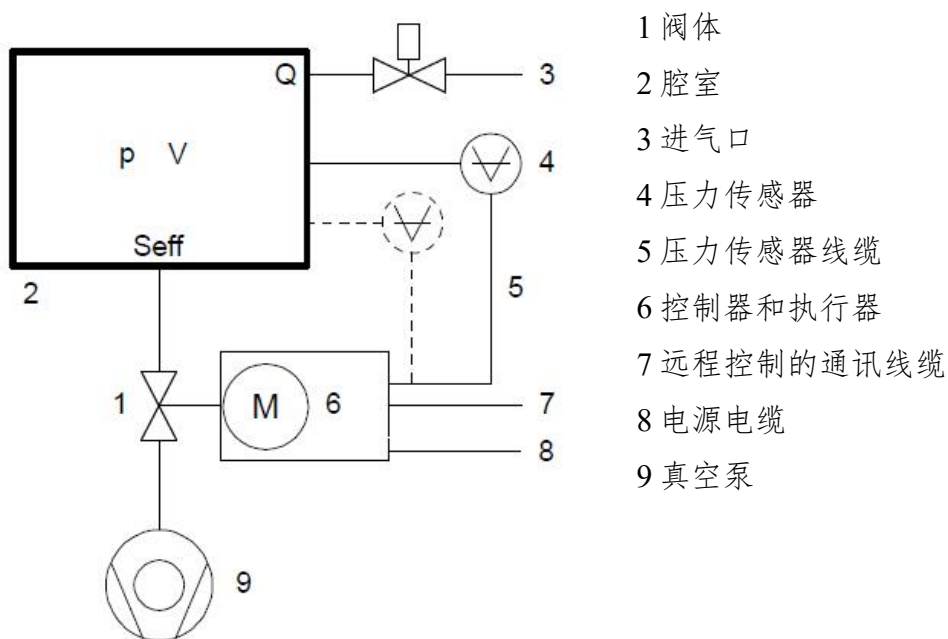 Q
3
p V
4
Seff
2
5
1
M
6
7
8
9
1 阀体
2 腔室
3 进气口
4 压力传感器
5 压力传感器线缆
6 控制器和执行器
7 远程控制的通讯线缆
8 电源电缆
9 真空泵